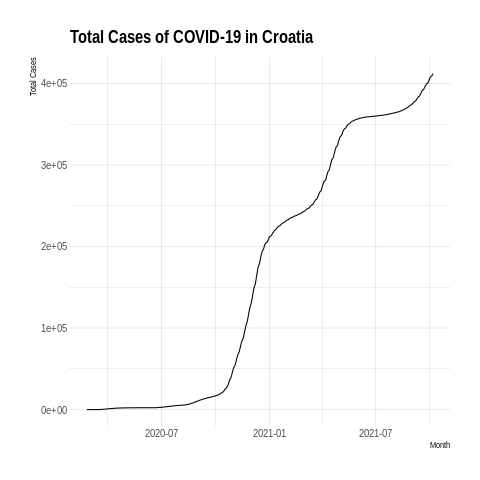 Total Cases of COVID-19 in Croatia
Total Cases
4e+05
3e+05
2e+05
1e+05
0e+00
2020-07 2021-01 2021-07
Month